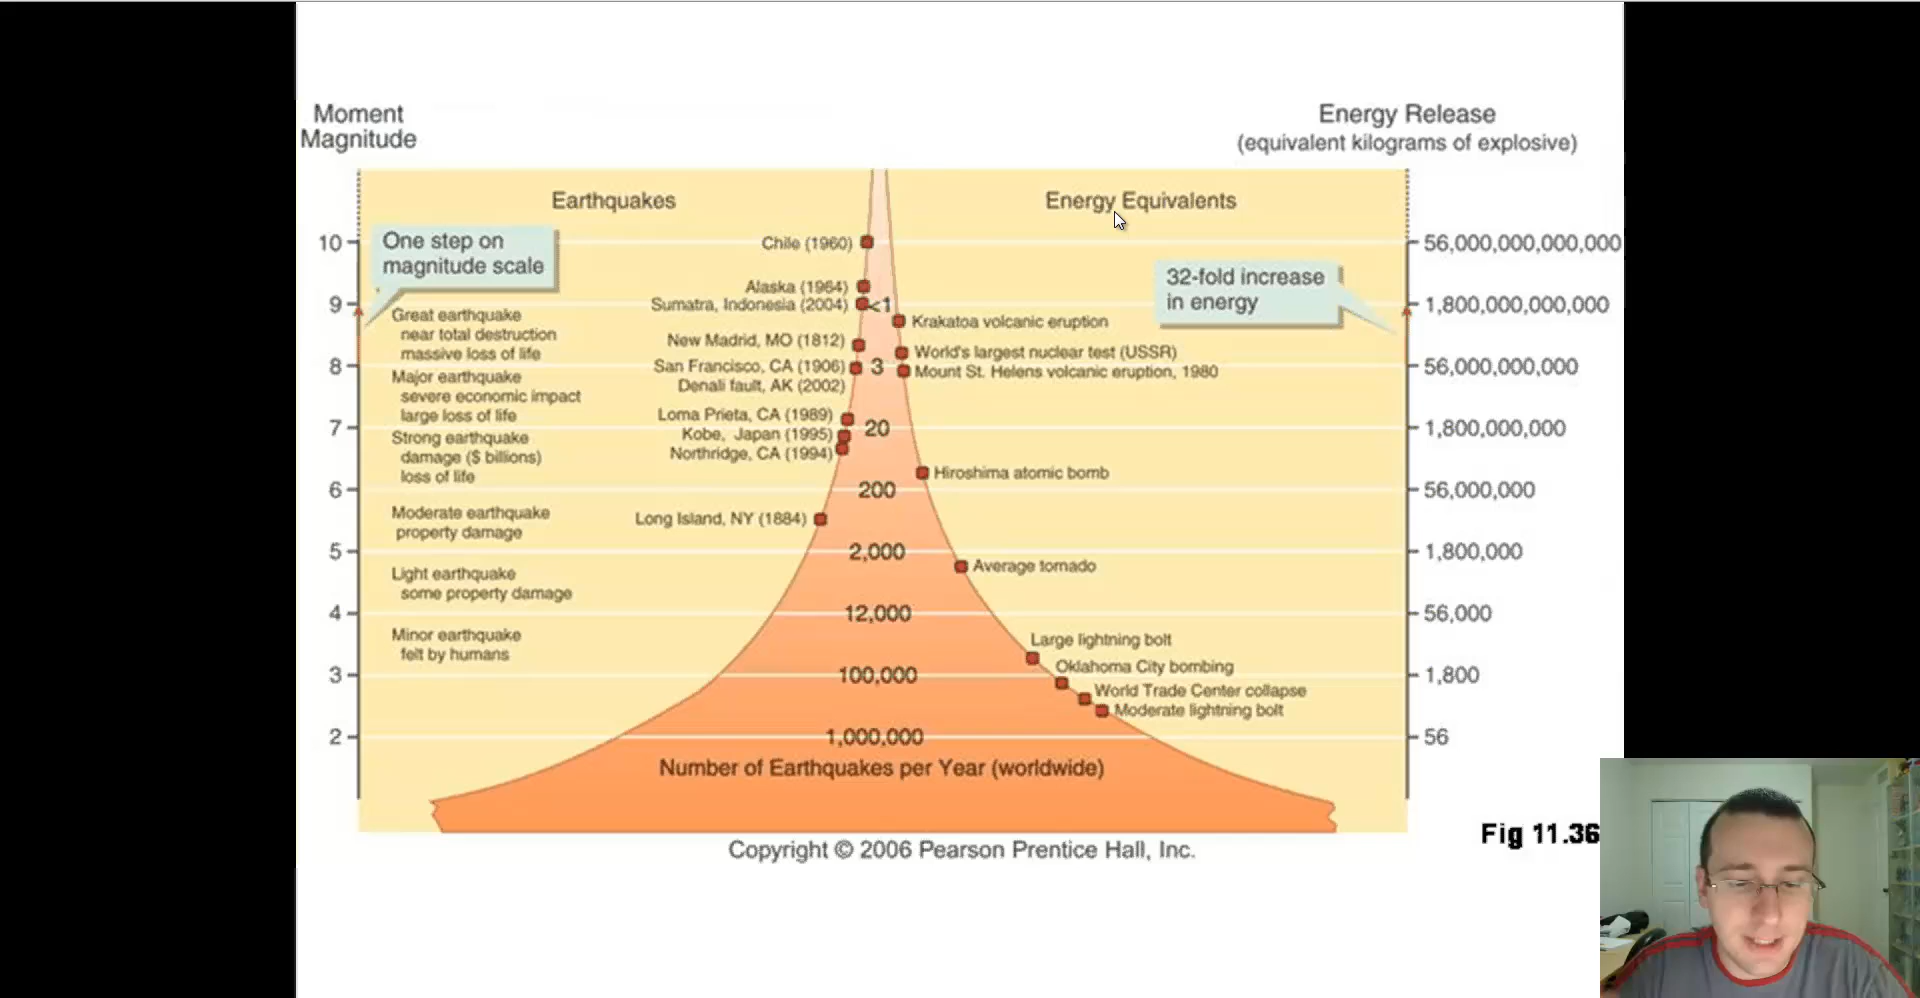 Moment
Magnitude
Energy Release
(equivalent kilograms of explosive)
Earthquakes
Energy Equivalents
10
One step on
magnitude scale
Chile (1960)
32-fold increase
in energy
56,000,000,000,000
Alaska (1964)
9
Sumatra, Indonesia (2004)
<1
1,800,000,000,000
Great earthquake
near total destruction
massive loss of life
Krakatoa volcanic eruption
New Madrid, MO (1812)
World's largest nuclear test (USSR)
8
San Francisco, CA (1906)
3
Mount St. Helens volcanic eruption, 1980
56,000,000,000
Denali fault, AK (2002)
Major earthquake
severe economic impact
large loss of life
Loma Prieta, CA (1989)
7
Kobe, Japan (1995)
20
1,800,000,000
Northridge, CA (1994)
Strong earthquake
damage ($ billions)
loss of life
Hiroshima atomic bomb
6
200
56,000,000
Moderate earthquake
property damage
Long Island, NY (1884)
5
2,000
1,800,000
Average tornado
Light earthquake
some property damage
4
12,000
56,000
Minor earthquake
felt by humans
Large lightning bolt
Oklahoma City bombing
3
100,000
1,800
World Trade Center collapse
Moderate lightning bolt
2
1,000,000
56
Number of Earthquakes per Year (worldwide)
Fig 11.36
Copyright © 2006 Pearson Prentice Hall, Inc.